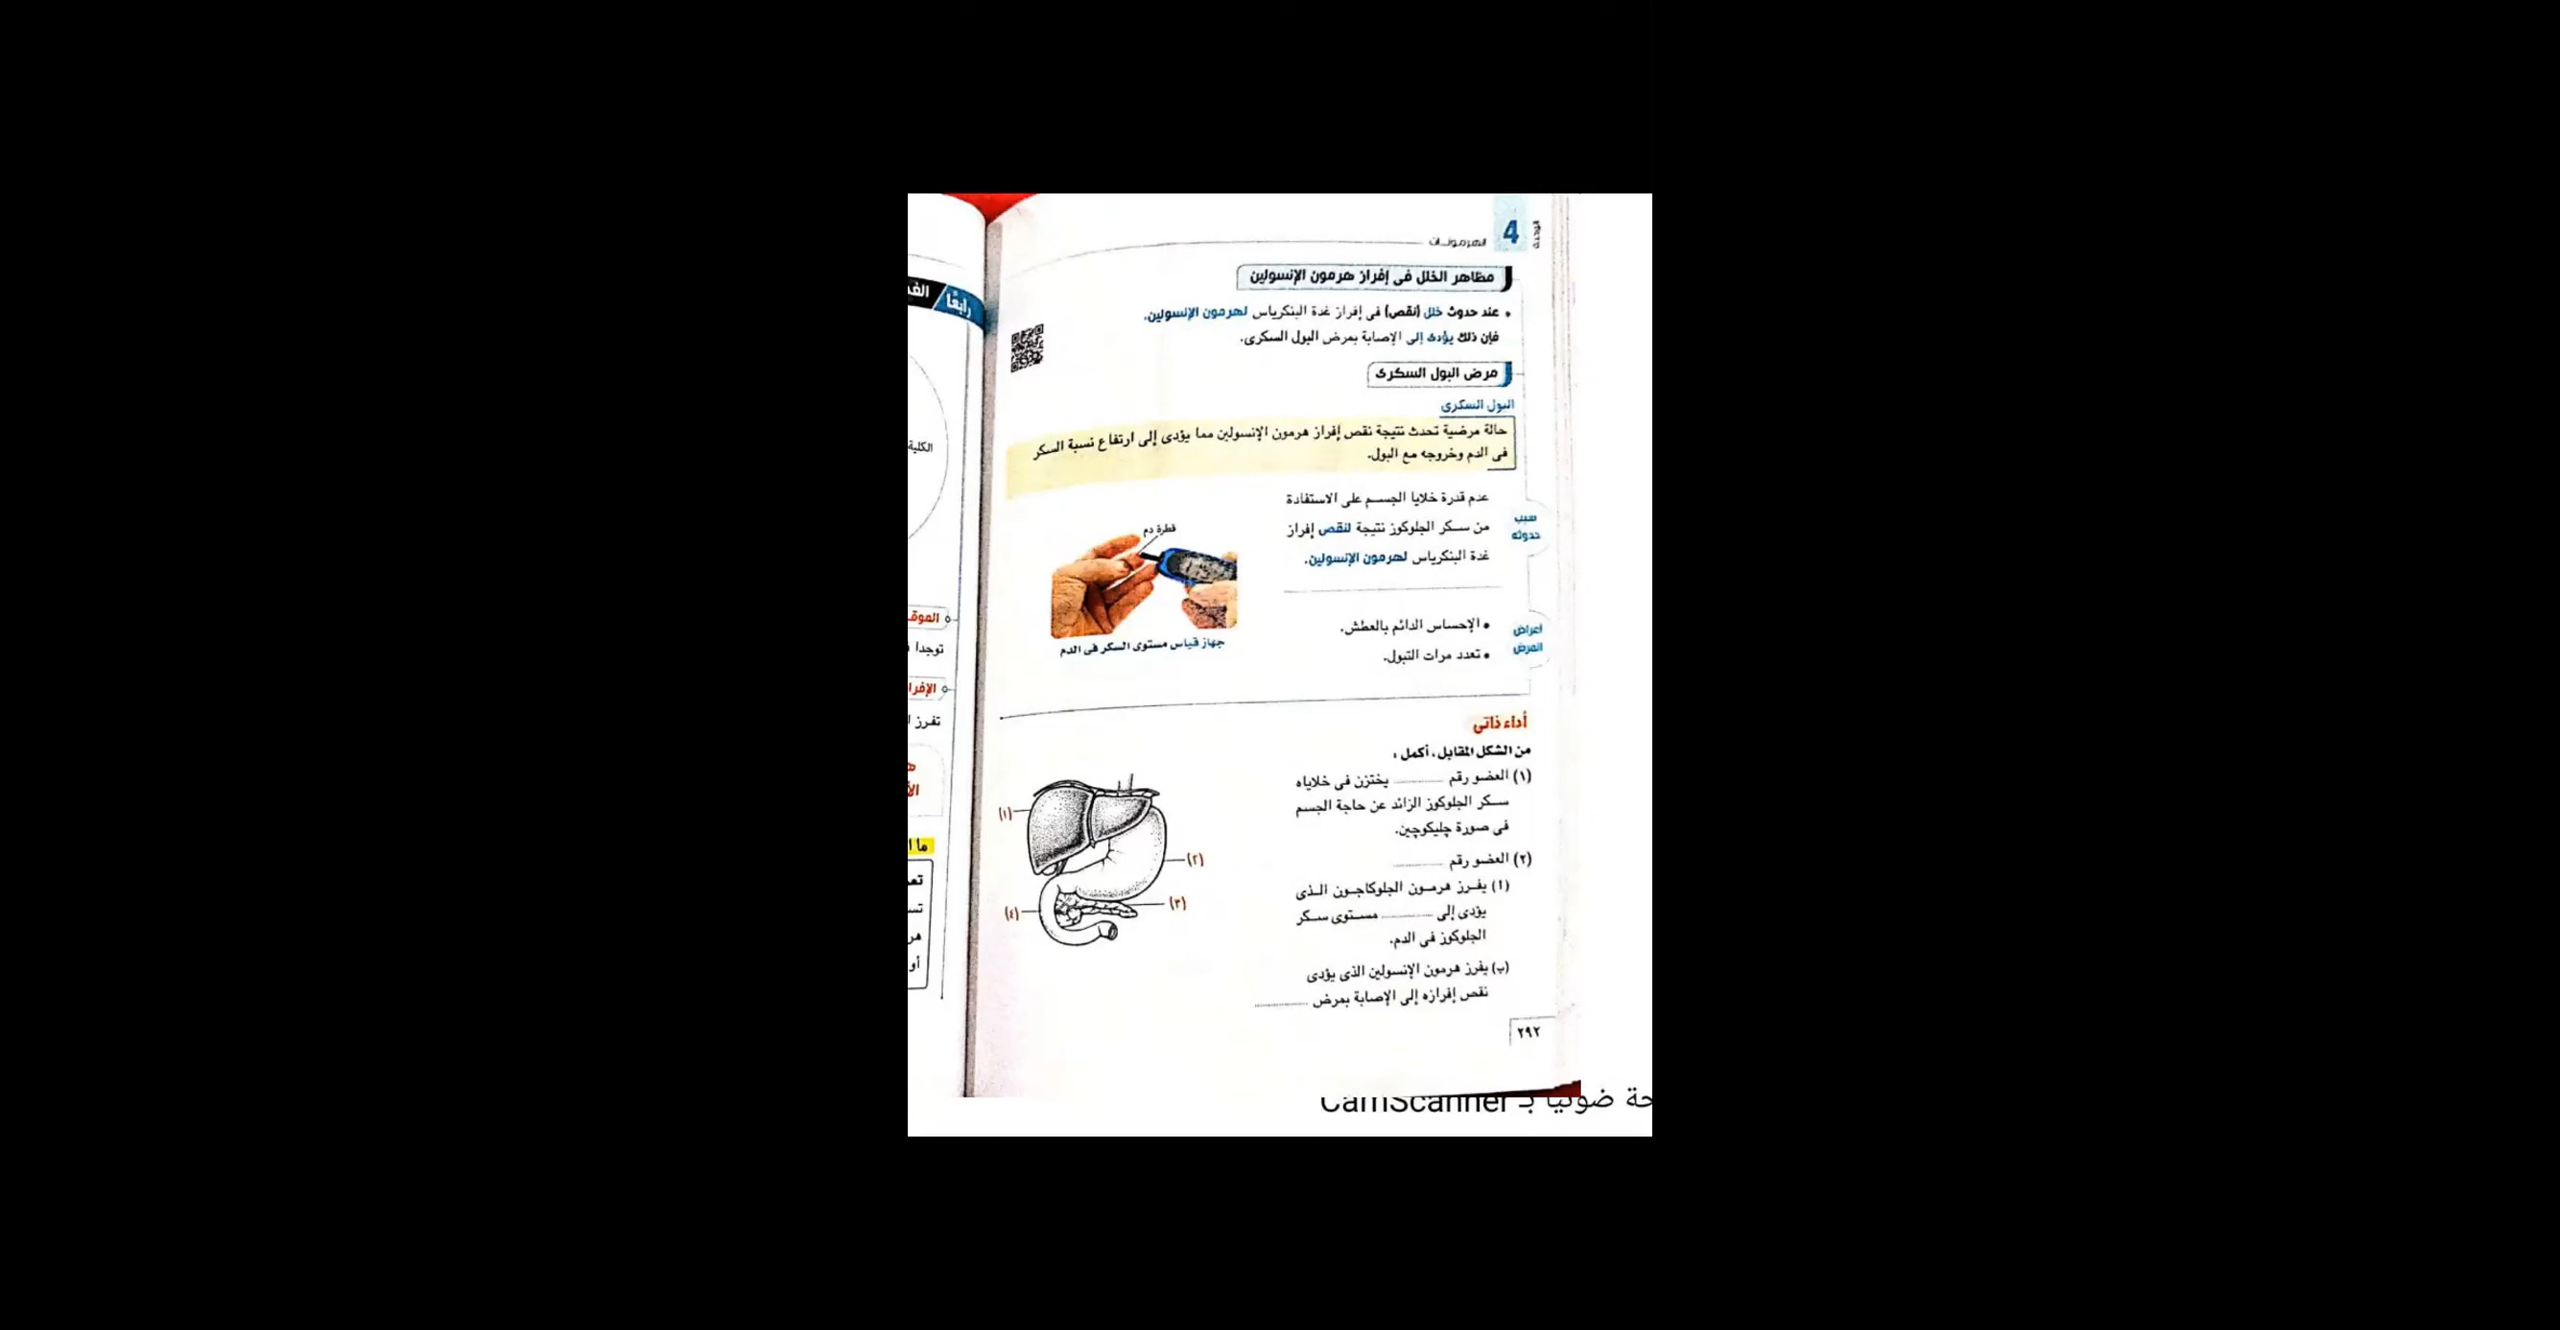 الوحدة
4
الهرمونات
مظاهر الخلل فى إفراز هرمون الإنسولين
• عند حدوث خلل (نقص) فى إفراز غدة البنكرياس لهرمون الإنسولين،
فإن ذلك يؤدى إلى الإصابة بمرض البول السكرى.
مرض البول السكرى
البول السكرى
حالة مرضية تحدث نتيجة نقص إفراز هرمون الإنسولين مما يؤدى إلى ارتفاع نسبة السكر
فى الدم وخروجه مع البول.
سبب
حدوثه
عدم قدرة خلايا الجسم على الاستفادة
من سكر الجلوكوز نتيجة لنقص إفراز
غدة البنكرياس لهرمون الإنسولين.
قطرة دم
جهاز قياس مستوى السكر فى الدم
أعراض
المرض
• الإحساس الدائم بالعطش.
• تعدد مرات التبول.
أداء ذاتى
من الشكل المقابل، أكمل :
(١) العضو رقم ............ يختزن فى خلاياه
سكر الجلوكوز الزائد عن حاجة الجسم
فى صورة چليكوچين.
(٢) العضو رقم ............
(أ) يفرز هرمون الجلوكاجون الذى
يؤدى إلى ............ مستوى سكر
الجلوكوز فى الدم.
(ب) يفرز هرمون الإنسولين الذى يؤدى
نقص إفرازه إلى الإصابة بمرض ............
(١)
(٢)
(٣)
(٤)
٢٩٢
رابعًا
الكلية
توجدا
تفرز
ما
أو
حة ضوئيا بـ CamScanner